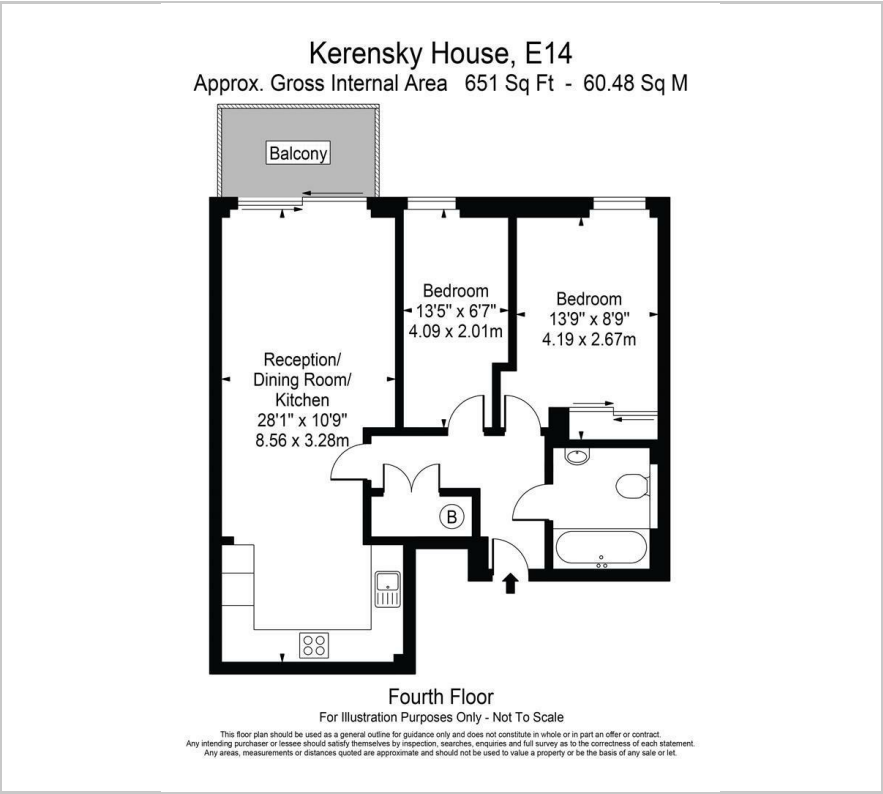 Kerensky House, E14
Approx. Gross Internal Area 651 Sq Ft - 60.48 Sq M
Balcony
Bedroom
13'5" x 6'7"
4.09 x 2.01m
Bedroom
13'9" x 8'9"
4.19 x 2.67m
Reception/
Dining Room/
Kitchen
28'1" x 10'9"
8.56 x 3.28m
B
Fourth Floor
For Illustration Purposes Only - Not To Scale
This floor plan should be used as a general outline for guidance only and does not constitute in whole or in part an offer or contract.
Any intending purchaser or lessee should satisfy themselves by inspection, searches, enquiries and full survey as to the correctness of each statement.
Any areas, measurements or distances quoted are approximate and should not be used to value a property or be the basis of any sale or let.